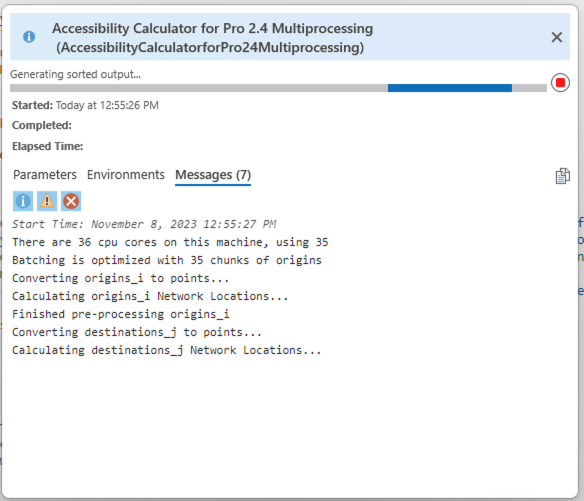 Accessibility Calculator for Pro 2.4 Multiprocessing
(AccessibilityCalculatorforPro24Multiprocessing)
Generating sorted output...
Started: Today at 12:55:26 PM
Completed:
Elapsed Time:
Parameters Environments Messages (7)
Start Time: November 8, 2023 12:55:27 PM
There are 36 cpu cores on this machine, using 35
Batching is optimized with 35 chunks of origins
Converting origins_i to points...
Calculating origins_i Network Locations...
Finished pre-processing origins_i
Converting destinations_j to points...
Calculating destinations_j Network Locations...